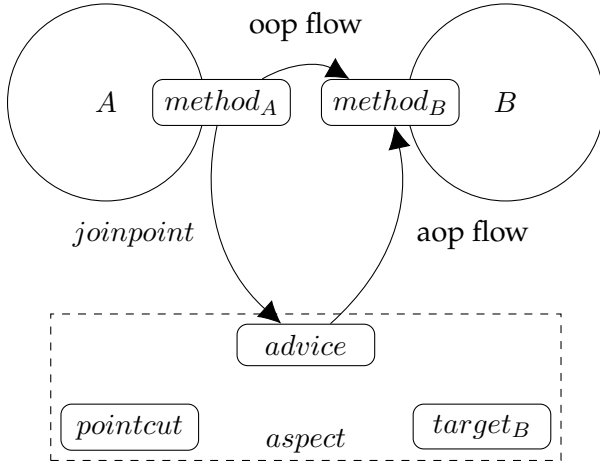 oop flow
A
method_A
method_B
B
joinpoint
aop flow
advice
pointcut
aspect
target_B